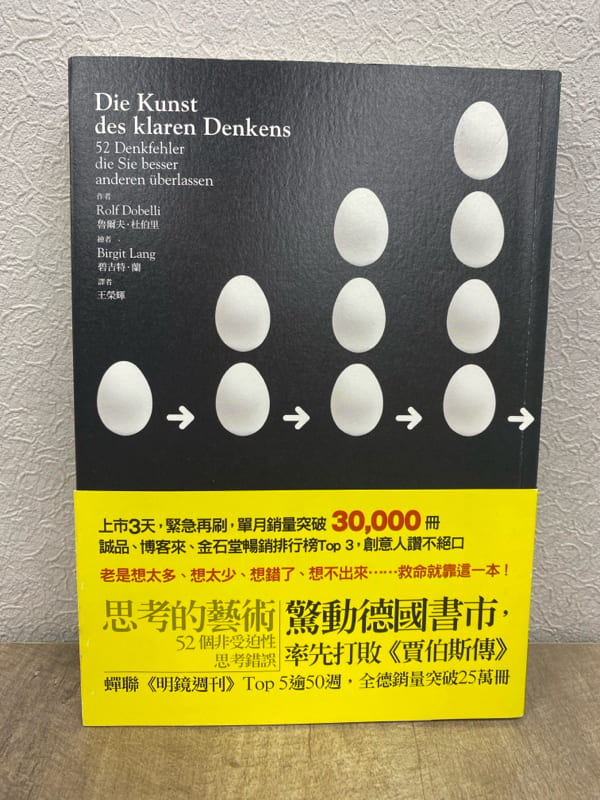 Die Kunst
des klaren Denkens
52 Denkfehler
die Sie besser
anderen überlassen
作者
Rolf Dobelli
魯爾夫·杜伯里
繪者
Birgit Lang
碧吉特·蘭
譯者
王榮輝
上市3天，緊急再刷，單月銷量突破 30,000 冊
誠品、博客來、金石堂暢銷排行榜Top 3，創意人讚不絕口
老是想太多、想太少、想錯了、想不出來……救命就靠這一本！
思考的藝術
52個非受迫性
思考錯誤
驚動德國書市，
率先打敗《賈伯斯傳》
蟬聯《明鏡週刊》Top 5逾50週，全德銷量突破25萬冊